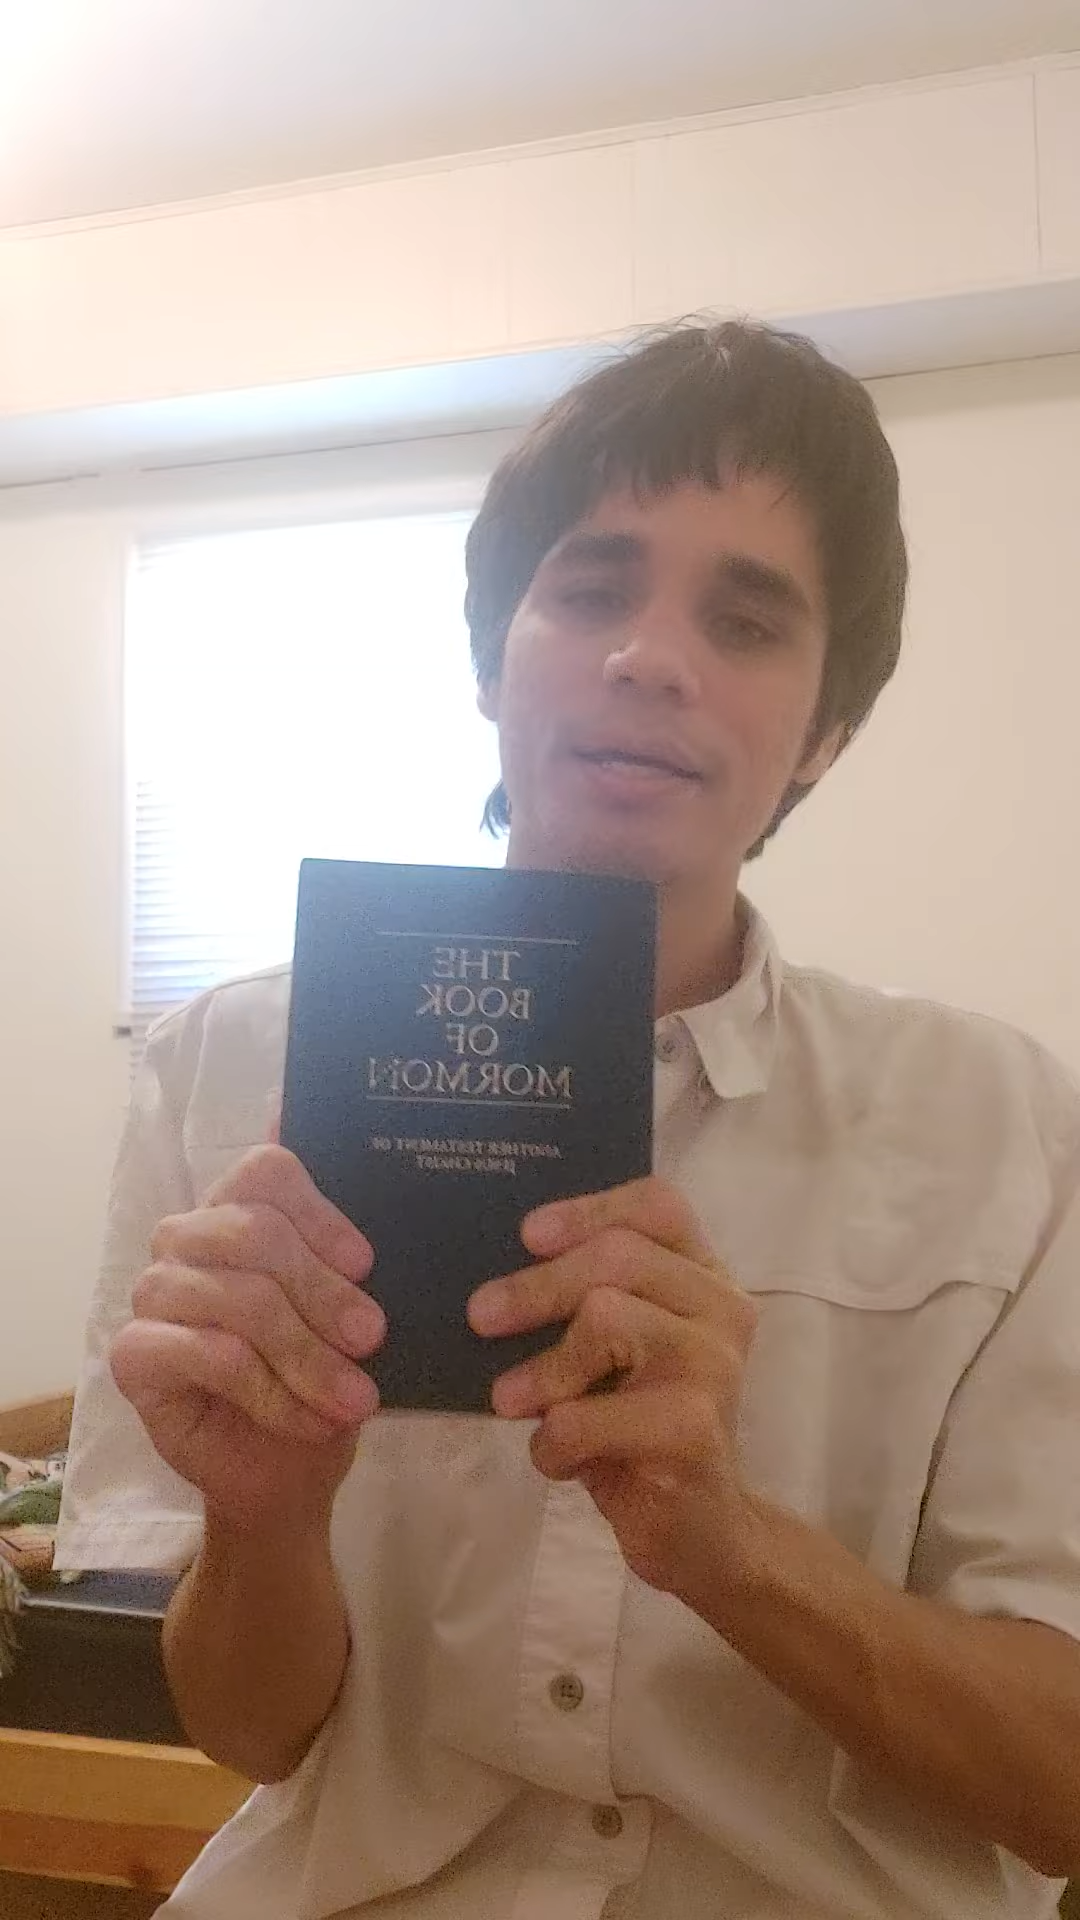 THE
BOOK
OF
MORMON
ANOTHER TESTAMENT OF
JESUS CHRIST